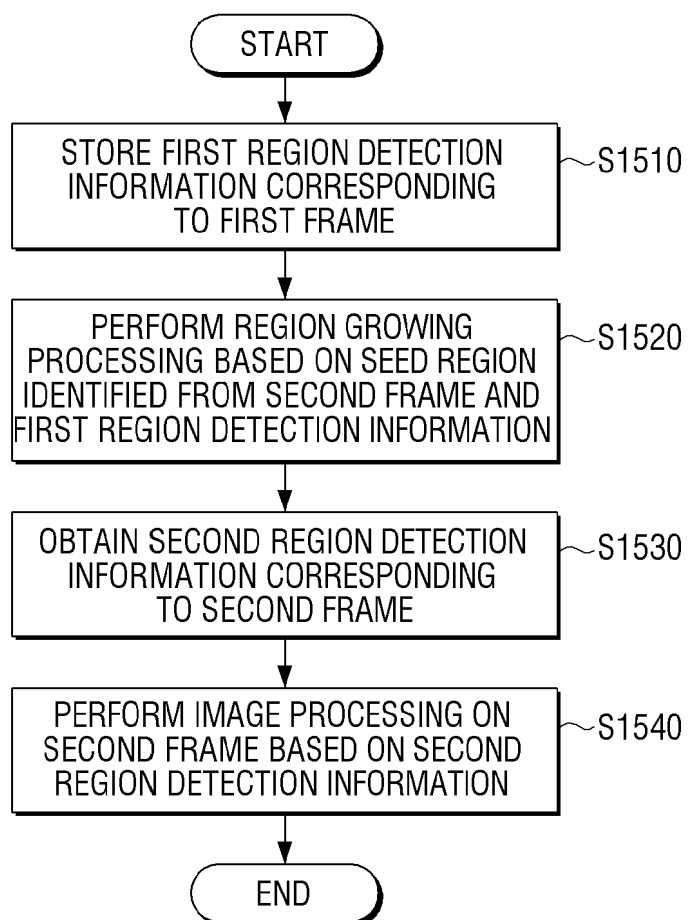 START
STORE FIRST REGION DETECTION
INFORMATION CORRESPONDING
TO FIRST FRAME
S1510
PERFORM REGION GROWING
PROCESSING BASED ON SEED REGION
IDENTIFIED FROM SECOND FRAME AND
FIRST REGION DETECTION INFORMATION
S1520
OBTAIN SECOND REGION DETECTION
INFORMATION CORRESPONDING
TO SECOND FRAME
S1530
PERFORM IMAGE PROCESSING ON
SECOND FRAME BASED ON SECOND
REGION DETECTION INFORMATION
S1540
END